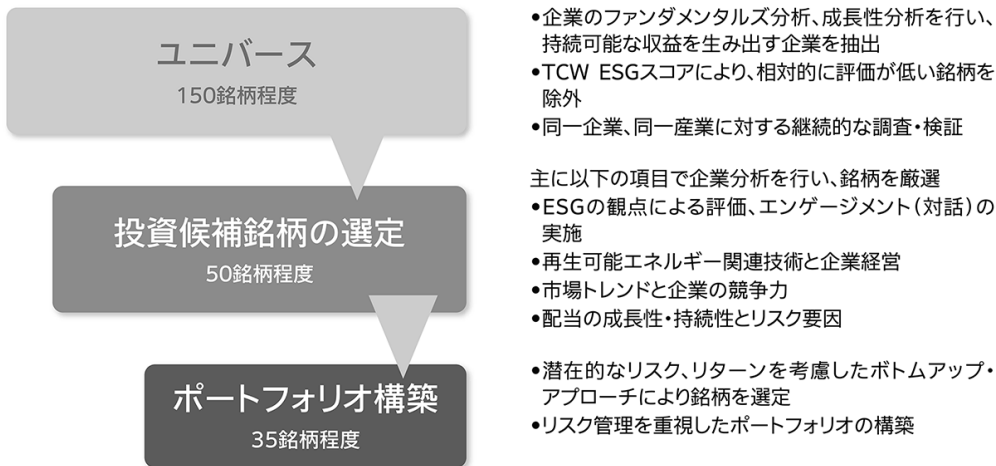 ユニバース
150銘柄程度
•企業のファンダメンタルズ分析、成長性分析を行い、
持続可能な収益を生み出す企業を抽出
•TCW ESGスコアにより、相対的に評価が低い銘柄を
除外
•同一企業、同一産業に対する継続的な調査・検証
投資候補銘柄の選定
50銘柄程度
主に以下の項目で企業分析を行い、銘柄を厳選
•ESGの観点による評価、エンゲージメント(対話)の
実施
•再生可能エネルギー関連技術と企業経営
•市場トレンドと企業の競争力
•配当の成長性・持続性とリスク要因
ポートフォリオ構築
35銘柄程度
•潜在的なリスク、リターンを考慮したボトムアップ・
アプローチにより銘柄を選定
•リスク管理を重視したポートフォリオの構築